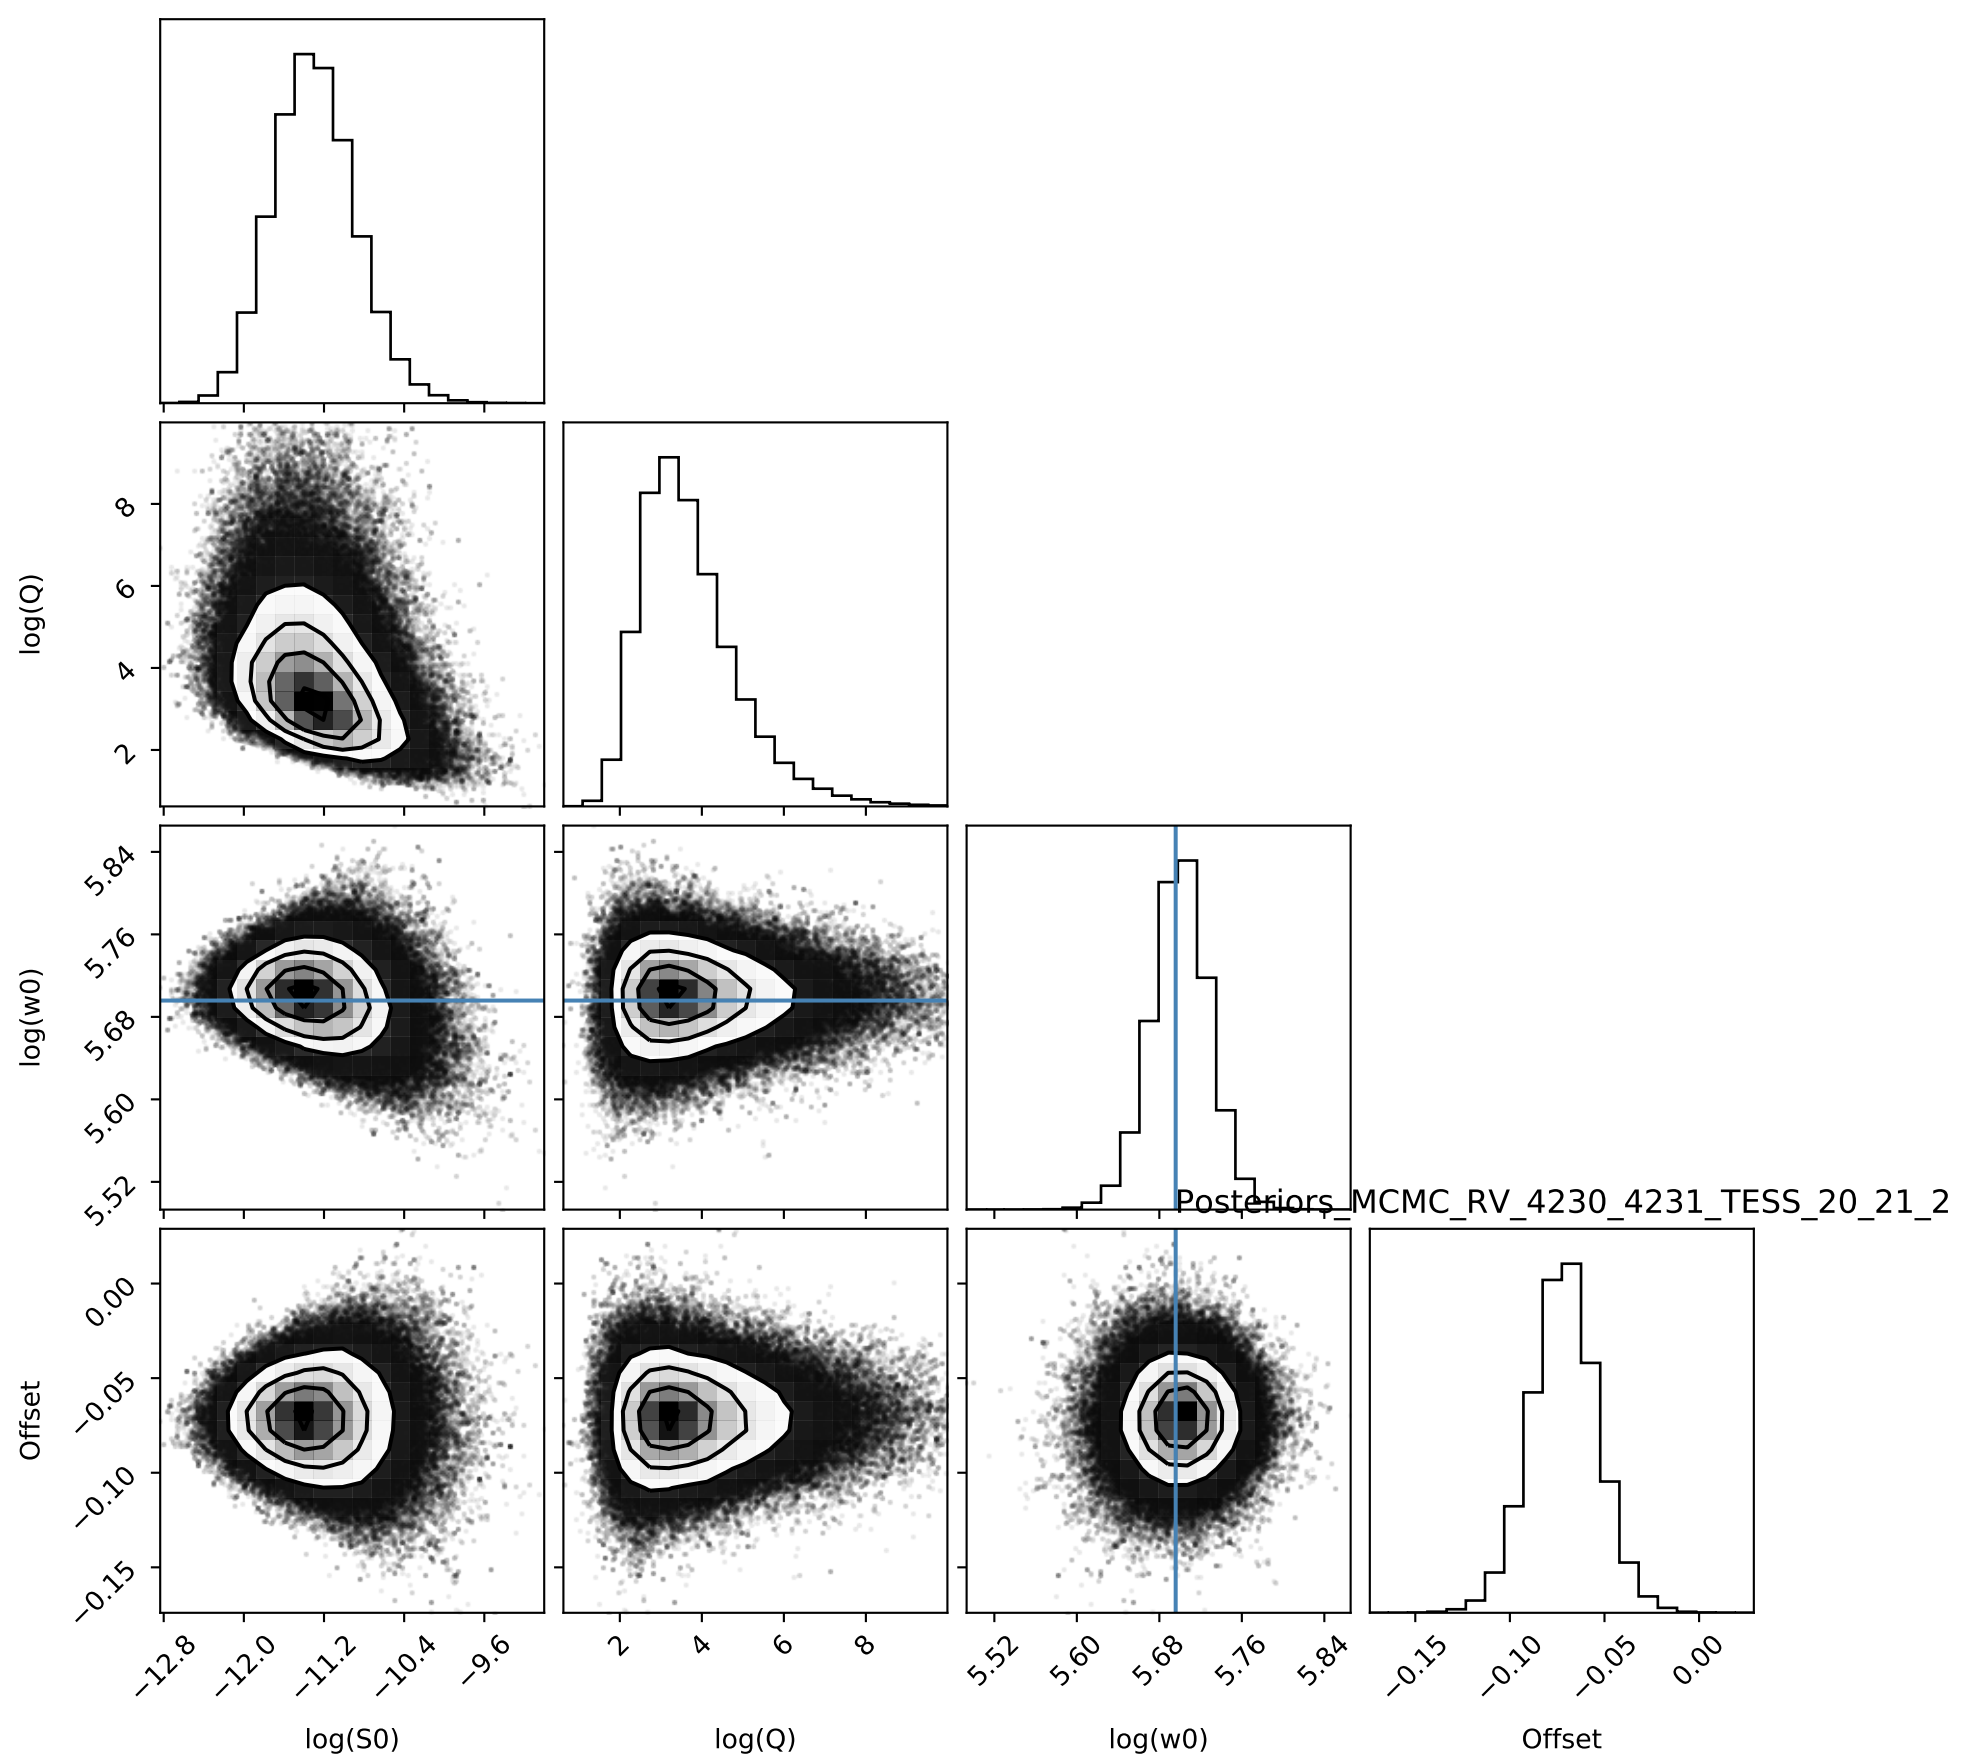 log(Q)
8
6
4
2
log(w0)
5.84
5.76
5.68
5.60
5.52
Posteriors_MCMC_RV_4230_4231_TESS_20_21_2
Offset
0.00
−0.05
−0.10
−0.15
−12.8 −12.0 −11.2 −10.4 −9.6
2 4 6 8
5.52 5.60 5.68 5.76 5.84
−0.15 −0.10 −0.05 0.00
log(S0) log(Q) log(w0) Offset